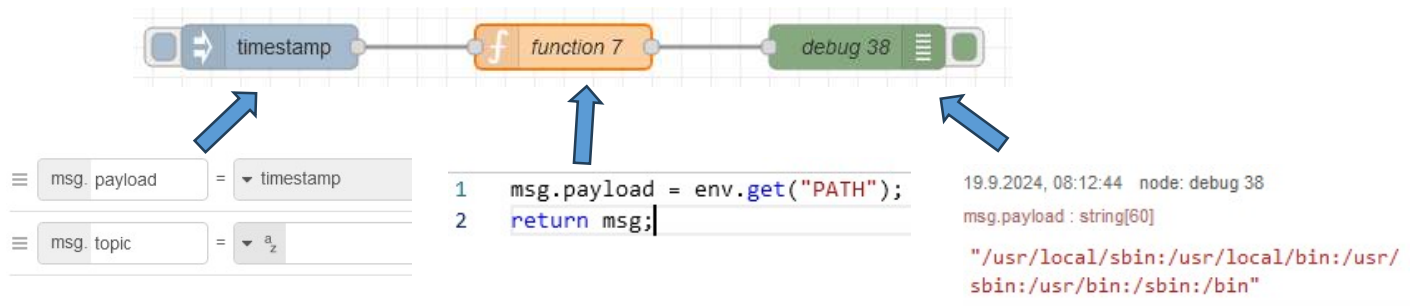 timestamp
function 7
debug 38
msg. payload = timestamp
msg. topic = a z
1 msg.payload = env.get("PATH");
2 return msg;
19.9.2024, 08:12:44 node: debug 38
msg.payload : string[60]
"/usr/local/sbin:/usr/local/bin:/usr/
sbin:/usr/bin:/sbin:/bin"